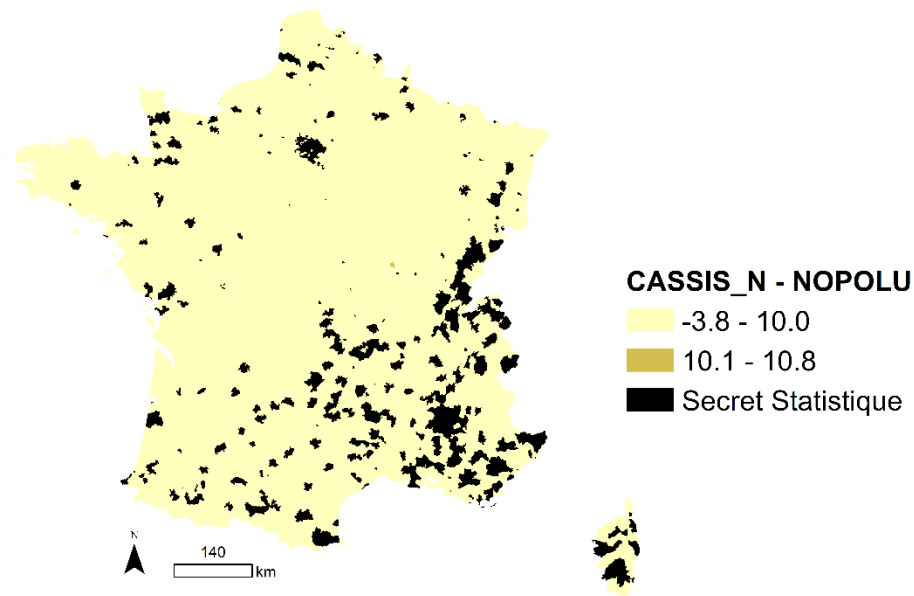 CASSIS_N - NOPOLU
-3.8 - 10.0
10.1 - 10.8
Secret Statistique
N
140
km